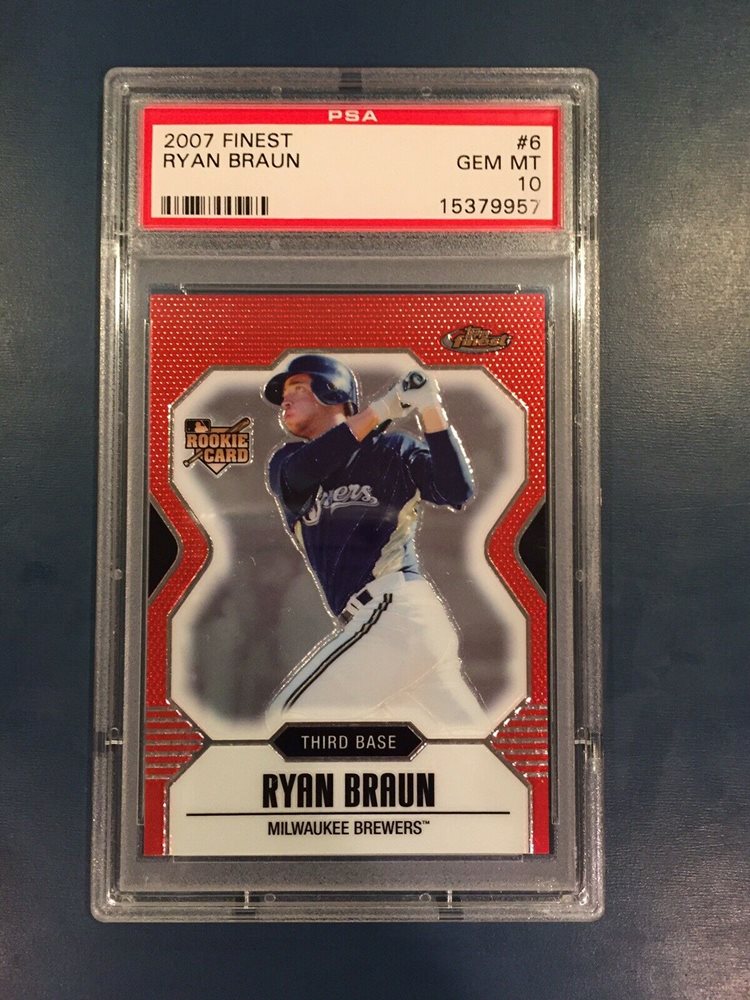 PSA
2007 FINEST #6
RYAN BRAUN GEM MT
10
15379957
Topps
Finest
ROOKIE
CARD
Brewers
THIRD BASE
RYAN BRAUN
MILWAUKEE BREWERS™